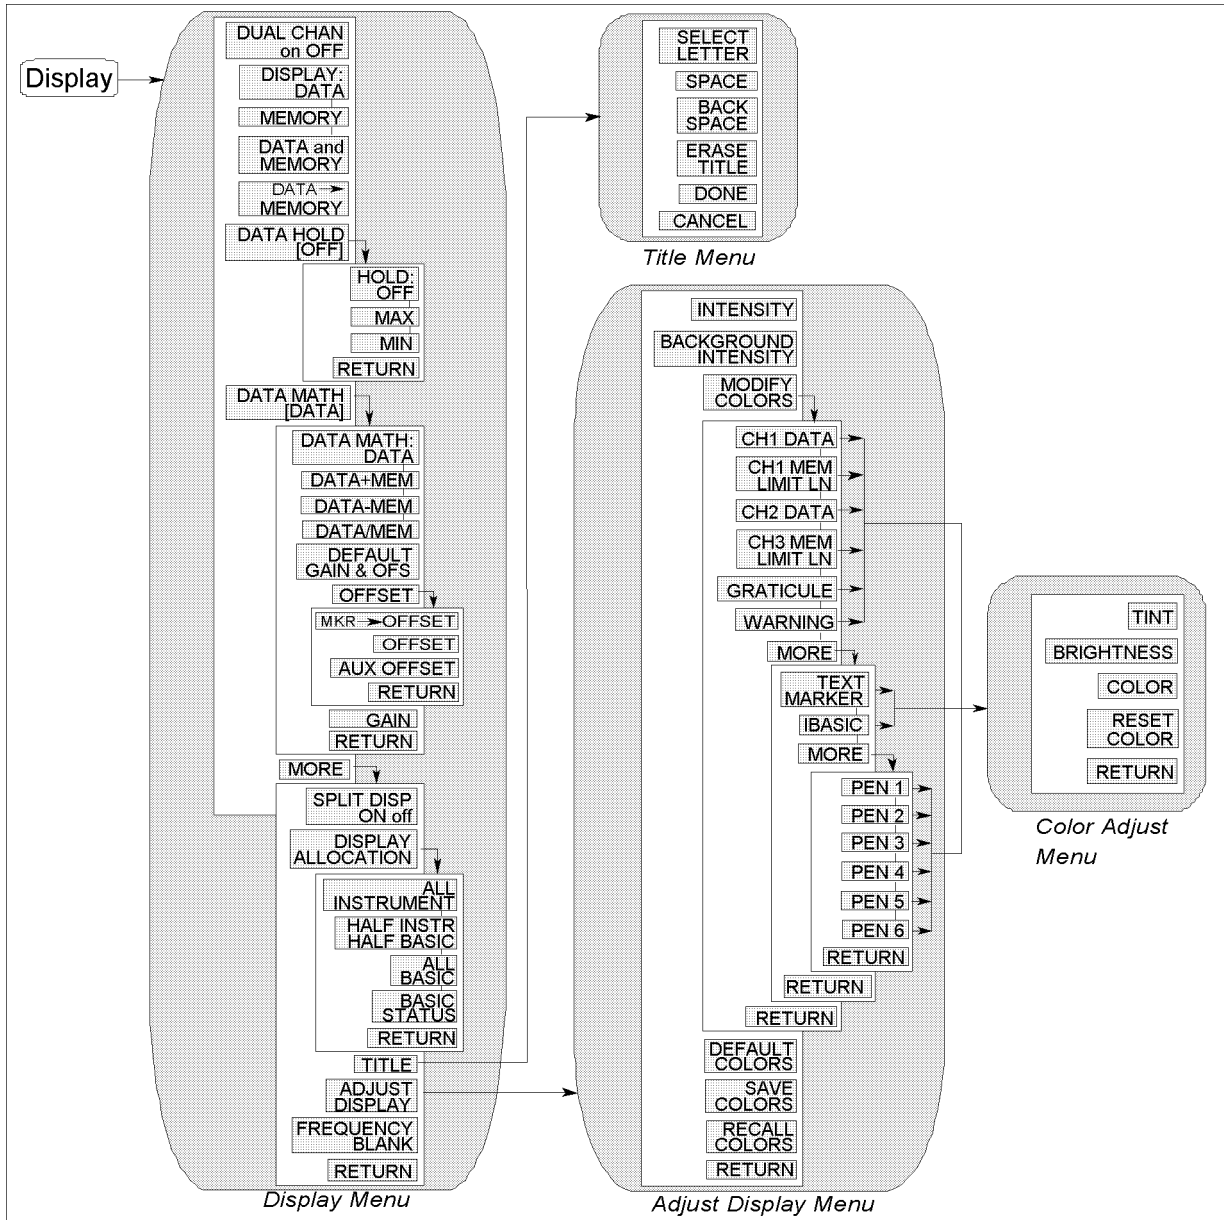 Display
DUAL CHAN
on OFF
DISPLAY:
DATA
MEMORY
DATA and
MEMORY
DATA→
MEMORY
DATA HOLD
[OFF]
HOLD:
OFF
MAX
MIN
RETURN
DATA MATH
[DATA]
DATA MATH:
DATA
DATA+MEM
DATA-MEM
DATA/MEM
DEFAULT
GAIN & OFS
OFFSET
MKR→OFFSET
OFFSET
AUX OFFSET
RETURN
GAIN
RETURN
MORE
SPLIT DISP
ON off
DISPLAY
ALLOCATION
ALL
INSTRUMENT
HALF INSTR
HALF BASIC
ALL
BASIC
BASIC
STATUS
RETURN
TITLE
ADJUST
DISPLAY
FREQUENCY
BLANK
RETURN
Display Menu
SELECT
LETTER
SPACE
BACK
SPACE
ERASE
TITLE
DONE
CANCEL
Title Menu
INTENSITY
BACKGROUND
INTENSITY
MODIFY
COLORS
CH1 DATA
CH1 MEM
LIMIT LN
CH2 DATA
CH3 MEM
LIMIT LN
GRATICULE
WARNING
MORE
TEXT
MARKER
IBASIC
MORE
PEN 1
PEN 2
PEN 3
PEN 4
PEN 5
PEN 6
RETURN
RETURN
RETURN
DEFAULT
COLORS
SAVE
COLORS
RECALL
COLORS
RETURN
Adjust Display Menu
TINT
BRIGHTNESS
COLOR
RESET
COLOR
RETURN
Color Adjust
Menu